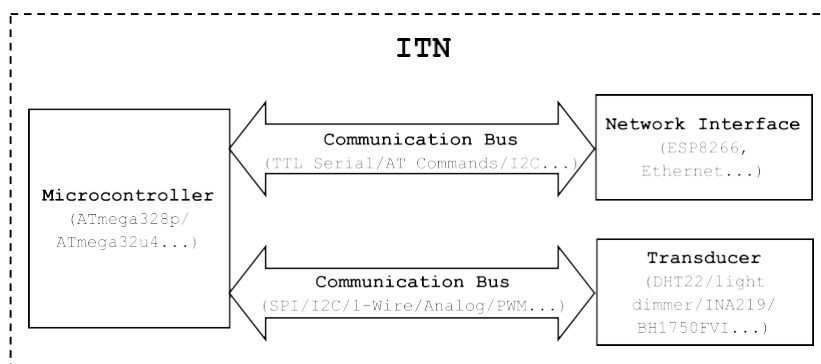 ITN
Microcontroller
(ATmega328p/
ATmega32u4...)
Communication Bus
(TTL Serial/AT Commands/I2C...)
Network Interface
(ESP8266,
Ethernet...)
Communication Bus
(SPI/I2C/1-Wire/Analog/PWM...)
Transducer
(DHT22/light
dimmer/INA219/
BH1750FVI...)